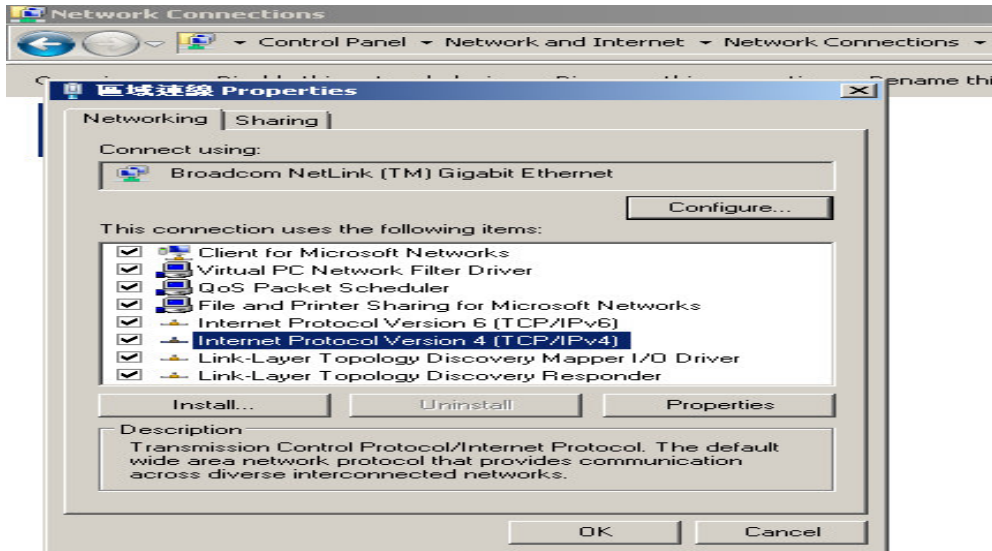 Network Connections
Control Panel Network and Internet Network Connections
ename thi
區域連線 Properties
Networking Sharing
Connect using:
Broadcom NetLink (TM) Gigabit Ethernet
Configure...
This connection uses the following items:
Client for Microsoft Networks
Virtual PC Network Filter Driver
QoS Packet Scheduler
File and Printer Sharing for Microsoft Networks
Internet Protocol Version 6 (TCP/IPv6)
Internet Protocol Version 4 (TCP/IPv4)
Link-Layer Topology Discovery Mapper I/O Driver
Link-Layer Topology Discovery Responder
Install... Uninstall Properties
Description
Transmission Control Protocol/Internet Protocol. The default
wide area network protocol that provides communication
across diverse interconnected networks.
OK Cancel